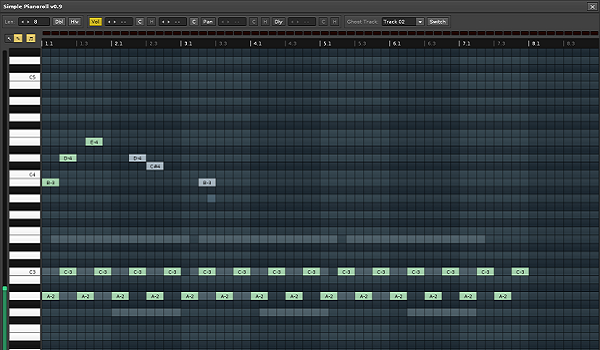 Simple Pianoroll v0.9
Len 8 Dbl Hlv Vol -- C H -- Pan -- C H Dly -- C H Ghost Track: Track 02 Switch
1.1 1.3 2.1 2.3 3.1 3.3 4.1 4.3 5.1 5.3 6.1 6.3 7.1 7.3 8.1 8.3
C5
E-4
D-4 D-4
C#4
C4
B-3 B-3
C3 C-3 C-3 C-3 C-3 C-3 C-3 C-3 C-3 C-3 C-3 C-3 C-3 C-3 C-3
A-2 A-2 A-2 A-2 A-2 A-2 A-2 A-2 A-2 A-2 A-2 A-2 A-2 A-2